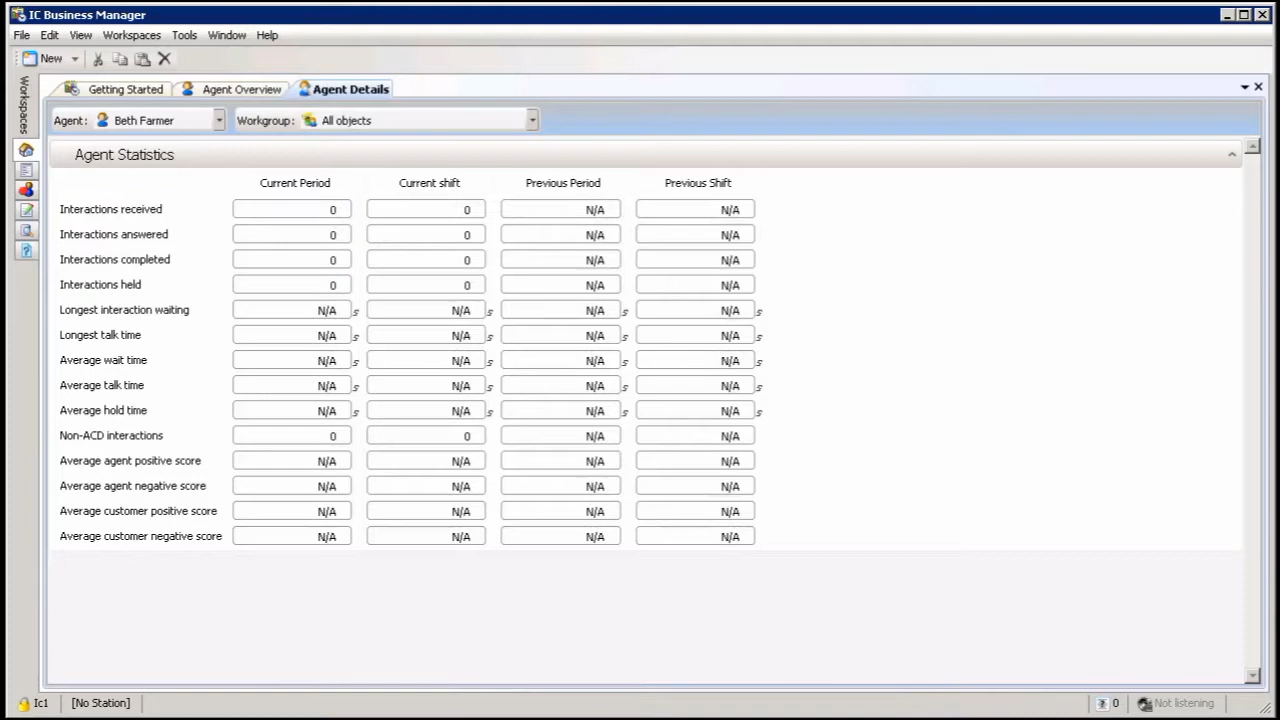 IC Business Manager
File Edit View Workspaces Tools Window Help
New
Workspaces
Getting Started Agent Overview Agent Details
Agent: Beth Farmer Workgroup: All objects
Agent Statistics
Current Period Current shift Previous Period Previous Shift
Interactions received 0 0 N/A N/A
Interactions answered 0 0 N/A N/A
Interactions completed 0 0 N/A N/A
Interactions held 0 0 N/A N/A
Longest interaction waiting N/A s N/A s N/A s N/A s
Longest talk time N/A s N/A s N/A s N/A s
Average wait time N/A s N/A s N/A s N/A s
Average talk time N/A s N/A s N/A s N/A s
Average hold time N/A s N/A s N/A s N/A s
Non-ACD interactions 0 0 N/A N/A
Average agent positive score N/A N/A N/A N/A
Average agent negative score N/A N/A N/A N/A
Average customer positive score N/A N/A N/A N/A
Average customer negative score N/A N/A N/A N/A
Ic1 [No Station] 0 Not listening